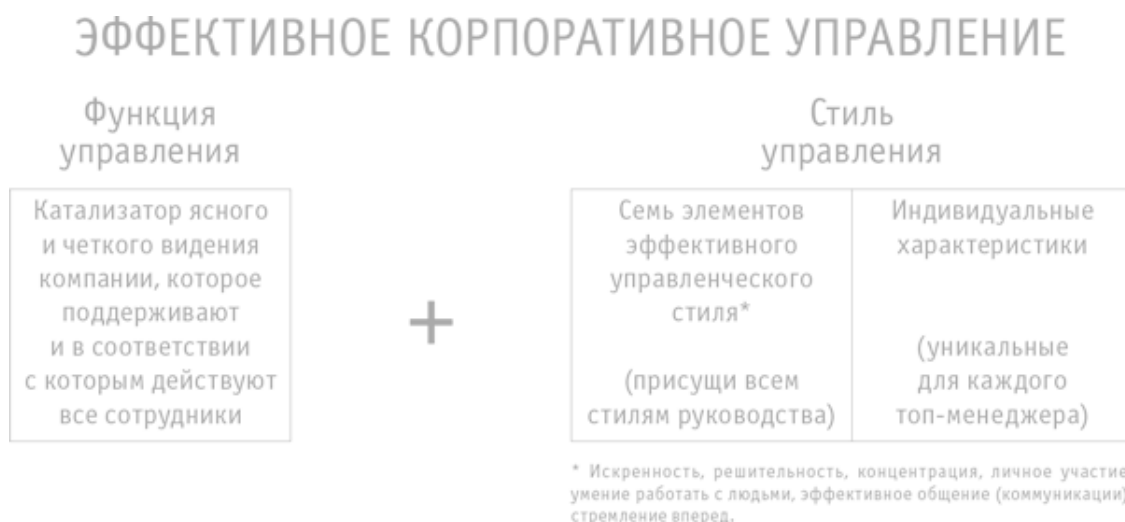 ЭФФЕКТИВНОЕ КОРПОРАТИВНОЕ УПРАВЛЕНИЕ
Функция
управления
Катализатор ясного
и четкого видения
компании, которое
поддерживают
и в соответствии
с которым действуют
все сотрудники
+
Стиль
управления
Семь элементов
эффективного
управленческого
стиля*
(присущи всем
стилям руководства)
Индивидуальные
характеристики
(уникальные
для каждого
топ-менеджера)
* Искренность, решительность, концентрация, личное участие
умение работать с людьми, эффективное общение (коммуникации)
стремление вперед.